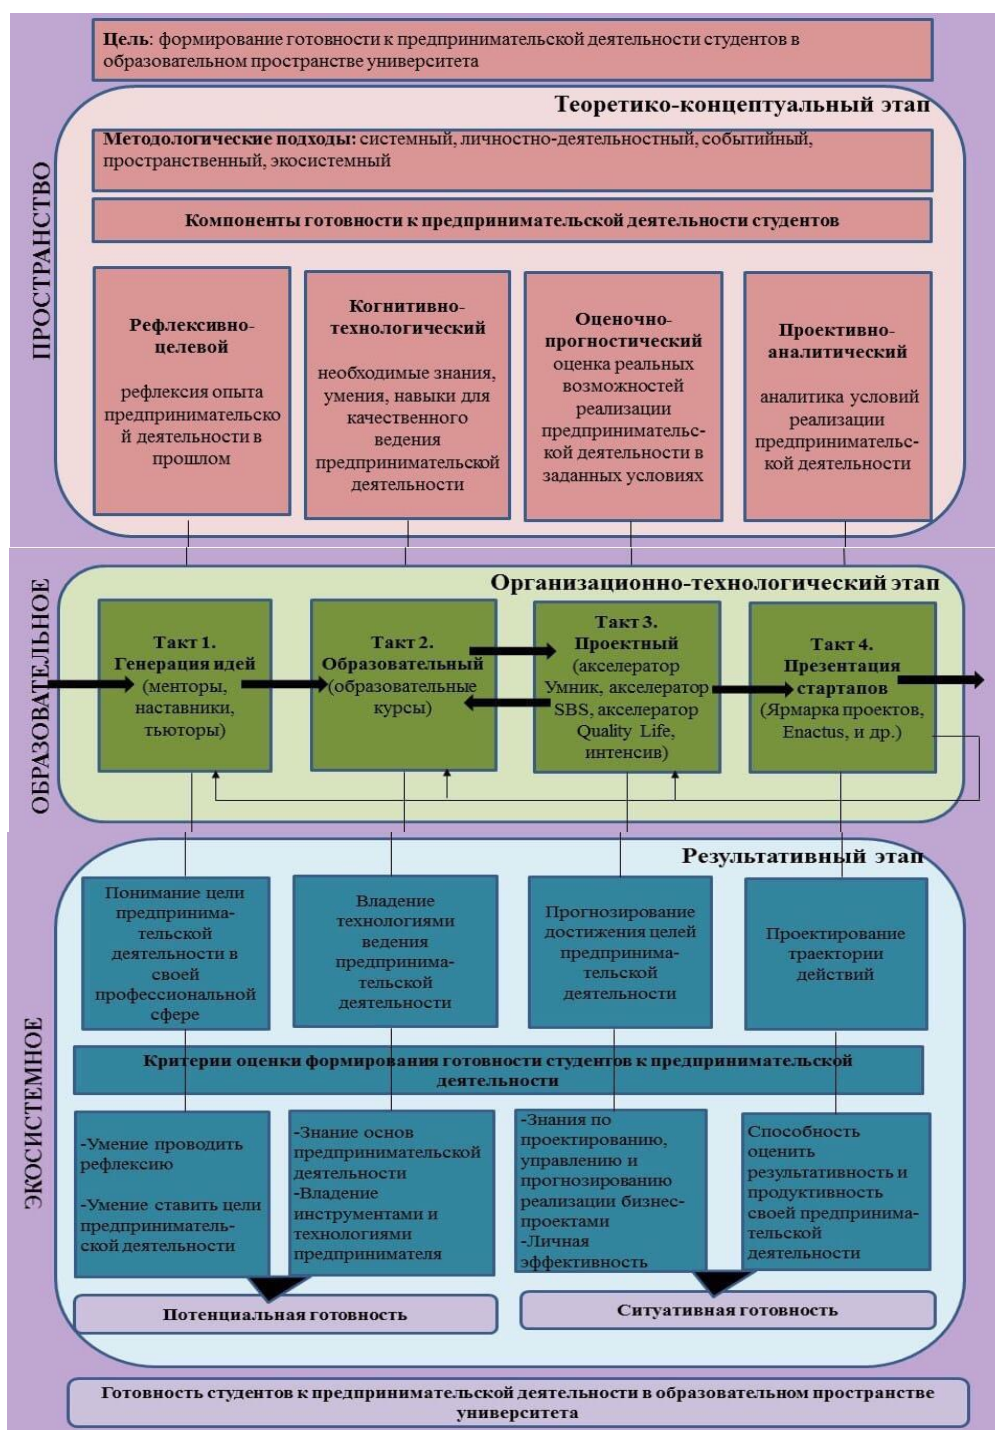 Цель: формирование готовности к предпринимательской деятельности студентов в
образовательном пространстве университета
Теоретико-концептуальный этап
Методологические подходы: системный, личностно-деятельностный, событийный,
пространственный, экосистемный
Компоненты готовности к предпринимательской деятельности студентов
Рефлексивно-
целевой
рефлексия опыта
предпринимательско
й деятельности в
прошлом
Когнитивно-
технологический
необходимые знания,
умения, навыки для
качественного
ведения
предпринимательской
деятельности
Оценочно-
прогностический
оценка реальных
возможностей
реализации
предпринимательс-
кой деятельности в
заданных условиях
Проективно-
аналитический
аналитика условий
реализации
предпринимательс-
кой деятельности
ПРОСТРАНСТВО
Организационно-технологический этап
Такт 1.
Генерация идей
(менторы,
наставники,
тьюторы)
Такт 2.
Образовательный
(образовательные
курсы)
Такт 3.
Проектный
(акселератор
Умник, акселератор
SBS, акселератор
Quality Life,
интенсив)
Такт 4.
Презентация
стартапов
(Ярмарка проектов,
Enactus, и др.)
ОБРАЗОВАТЕЛЬНОЕ
Результативный этап
Понимание цели
предпринима-
тельской
деятельности в
своей
профессиональной
сфере
Владение
технологиями
ведения
предпринима-
тельской
деятельности
Прогнозирование
достижения целей
предпринима-
тельской
деятельности
Проектирование
траектории
действий
Критерии оценки формирования готовности студентов к предпринимательской
деятельности
-Умение проводить
рефлексию
-Умение ставить цели
предприниматель-
ской деятельности
-Знание основ
предпринимательской
деятельности
-Владение
инструментами и
технологиями
предпринимателя
-Знания по
проектированию,
управлению и
прогнозированию
реализации бизнес-
проектами
-Личная
эффективность
Способность
оценить
результативность и
продуктивность
своей предпринима-
тельской
деятельности
Потенциальная готовность
Ситуативная готовность
ЭКОСИСТЕМНОЕ
Готовность студентов к предпринимательской деятельности в образовательном пространстве
университета